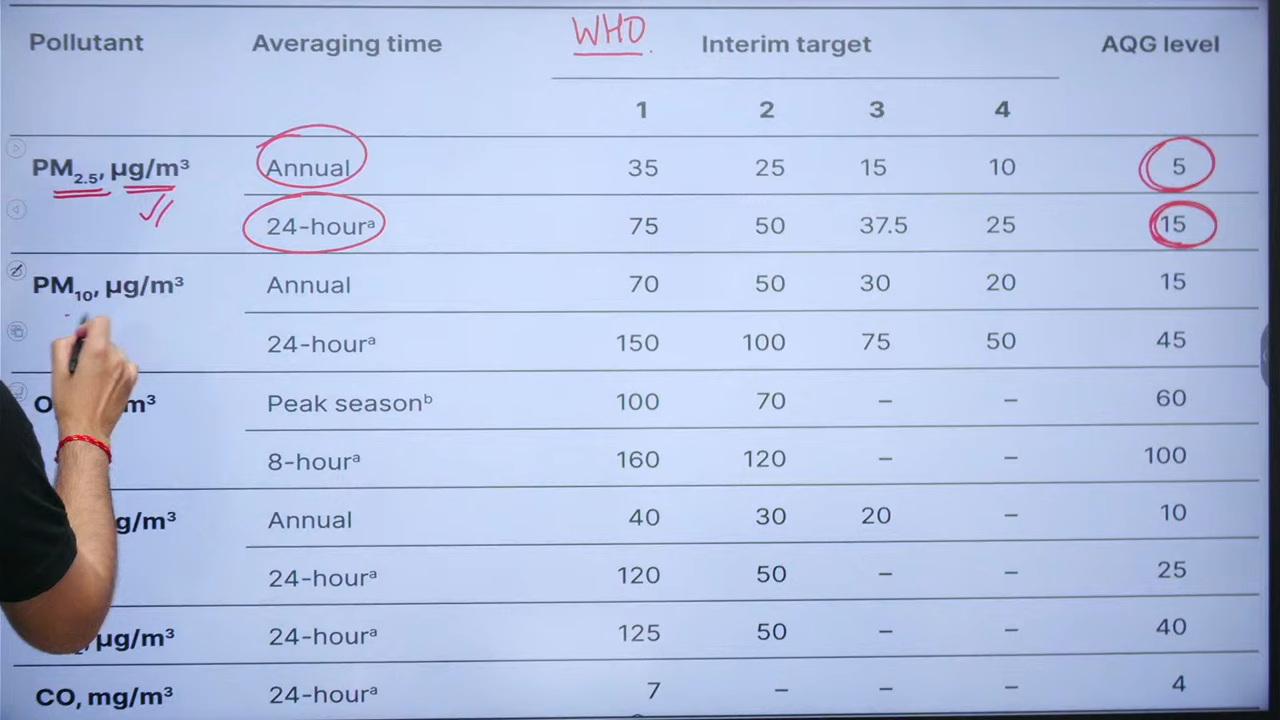 Pollutant Averaging time WHO Interim target AQG level
1 2 3 4
PM2.5, µg/m³ Annual 35 25 15 10 5
24-hourᵃ 75 50 37.5 25 15
PM10, µg/m³ Annual 70 50 30 20 15
24-hourᵃ 150 100 75 50 45
O m³ Peak seasonᵇ 100 70 – – 60
8-hourᵃ 160 120 – – 100
g/m³ Annual 40 30 20 – 10
24-hourᵃ 120 50 – – 25
µg/m³ 24-hourᵃ 125 50 – – 40
CO, mg/m³ 24-hourᵃ 7 – – – 4